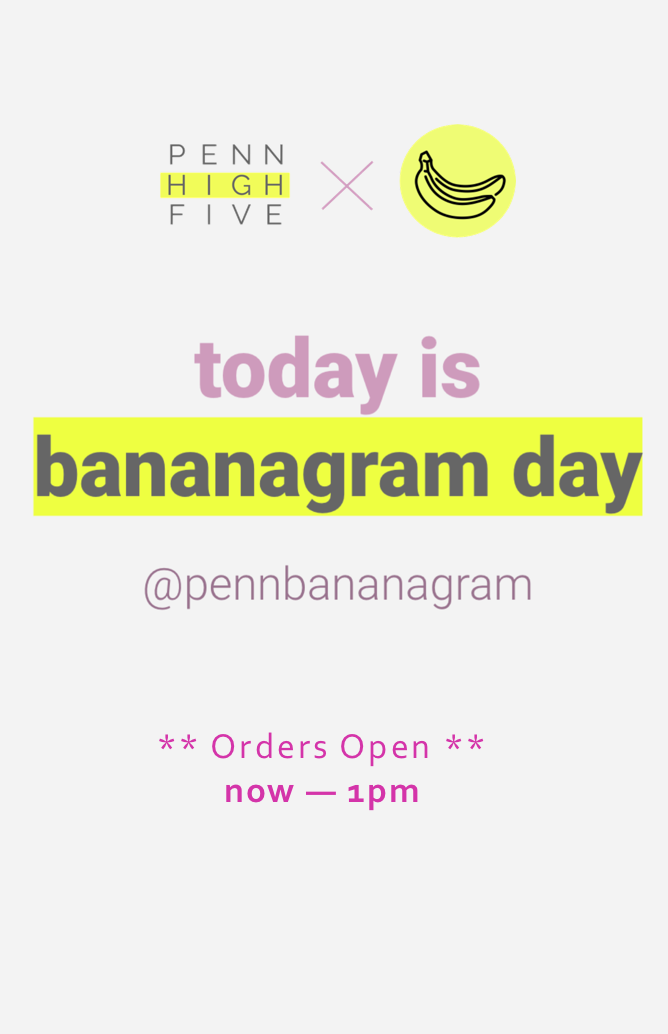 PENN
HIGH
FIVE
today is
bananagram day
@pennbananagram
** Orders Open **
now — 1pm